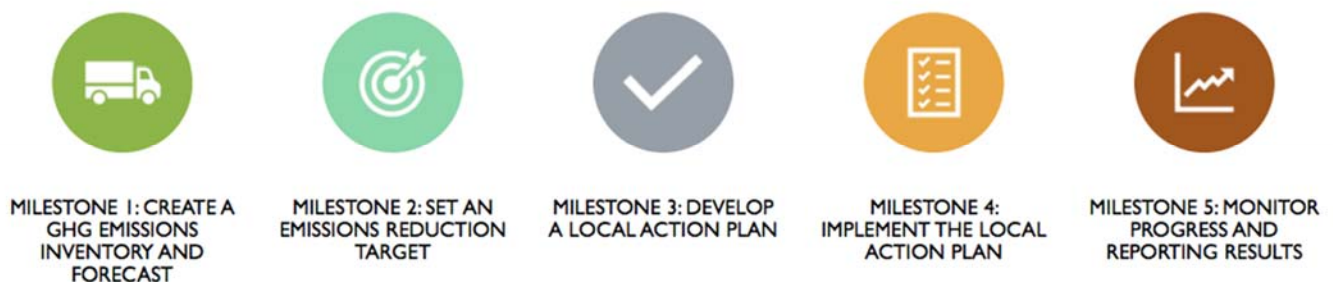 MILESTONE 1: CREATE A
GHG EMISSIONS
INVENTORY AND
FORECAST
MILESTONE 2: SET AN
EMISSIONS REDUCTION
TARGET
MILESTONE 3: DEVELOP
A LOCAL ACTION PLAN
MILESTONE 4:
IMPLEMENT THE LOCAL
ACTION PLAN
MILESTONE 5: MONITOR
PROGRESS AND
REPORTING RESULTS